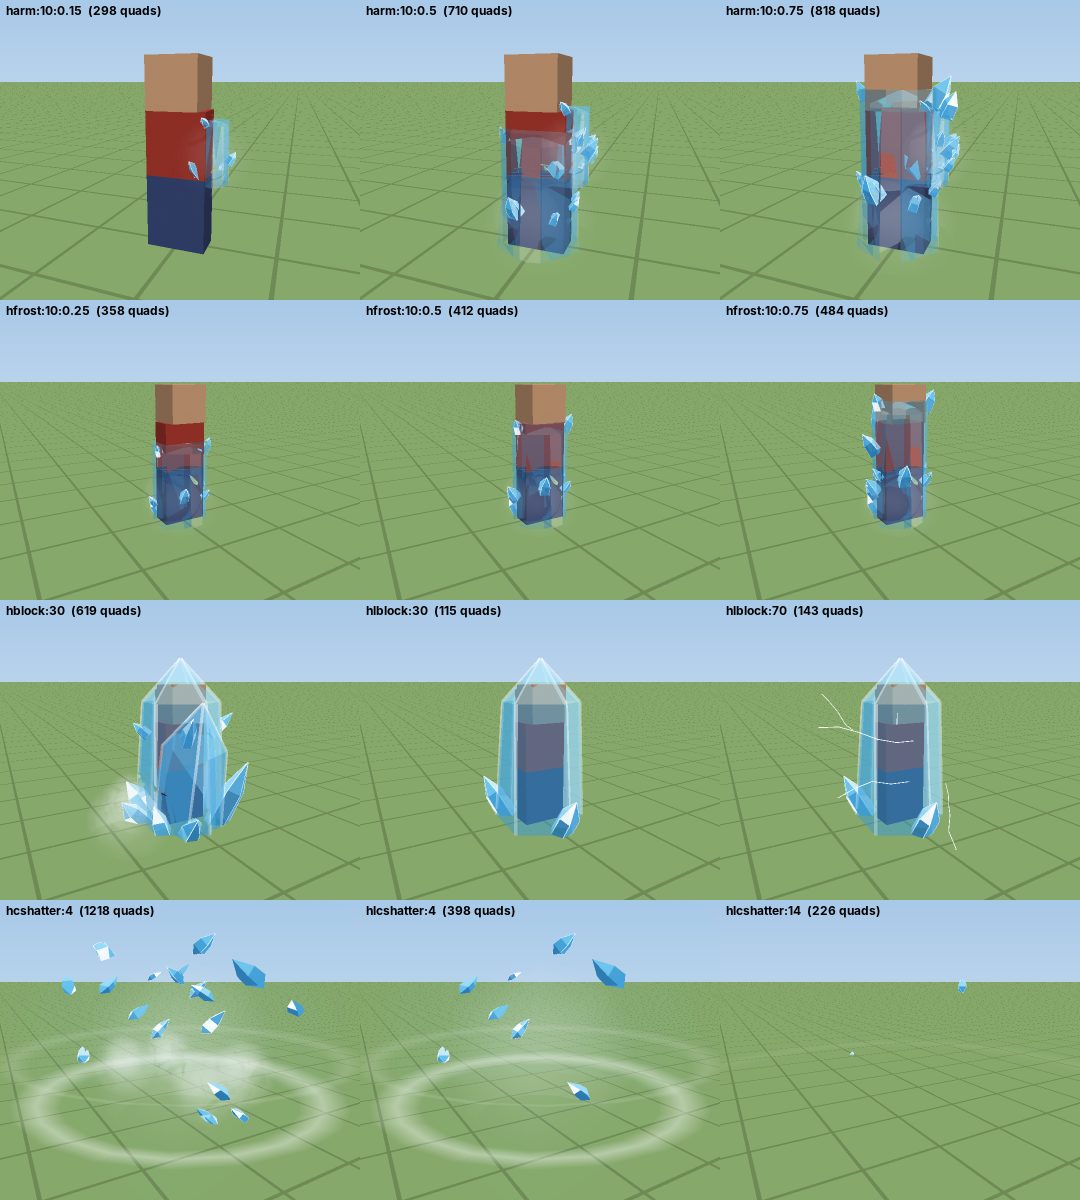 harm:10:0.15 (298 quads)
harm:10:0.5 (710 quads)
harm:10:0.75 (818 quads)
hfrost:10:0.25 (358 quads)
hfrost:10:0.5 (412 quads)
hfrost:10:0.75 (484 quads)
hblock:30 (619 quads)
hlblock:30 (115 quads)
hlblock:70 (143 quads)
hcshatter:4 (1218 quads)
hlcshatter:4 (398 quads)
hlcshatter:14 (226 quads)